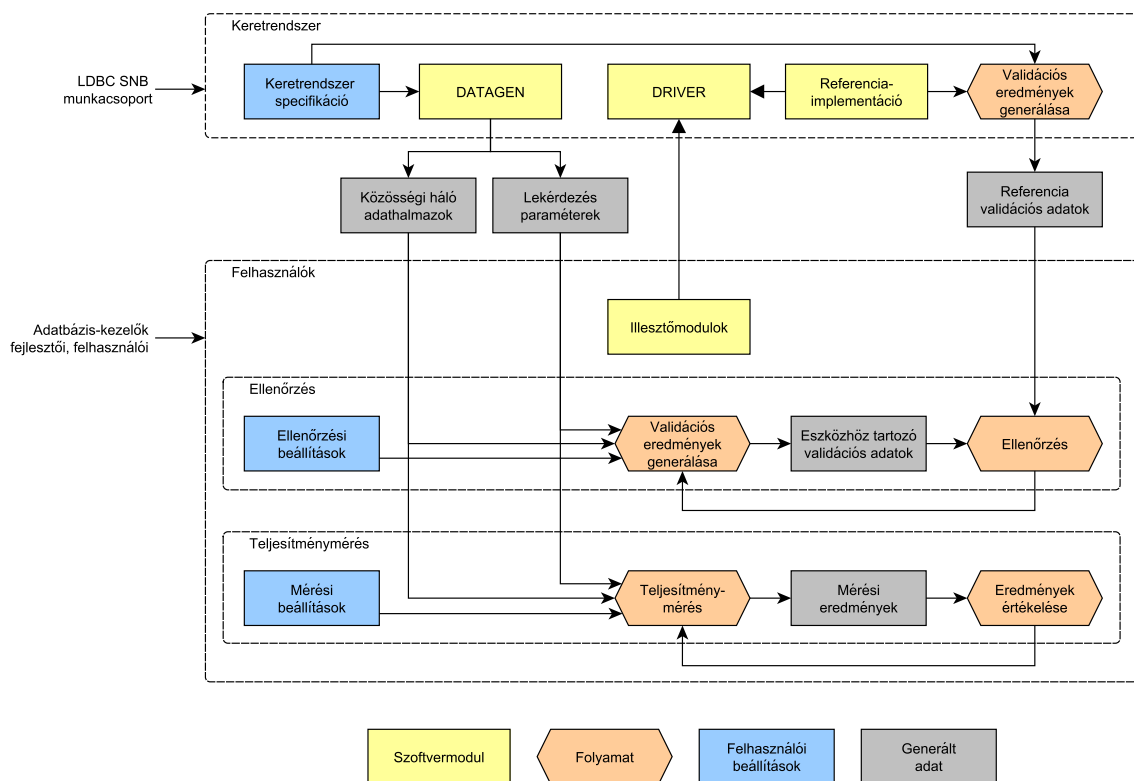 Keretrendszer
LDBC SNB
munkacsoport
Keretrendszer
specifikáció
DATAGEN
DRIVER
Referencia-
implementáció
Validációs
eredmények
generálása
Közösségi háló
adathalmazok
Lekérdezés
paraméterek
Referencia
validációs adatok
Felhasználók
Adatbázis-kezelők
fejlesztői, felhasználói
Illesztőmodulok
Ellenőrzés
Ellenőrzési
beállítások
Validációs
eredmények
generálása
Eszközhöz tartozó
validációs adatok
Ellenőrzés
Teljesítménymérés
Mérési
beállítások
Teljesítmény-
mérés
Mérési
eredmények
Eredmények
értékelése
Szoftvermodul
Folyamat
Felhasználói
beállítások
Generált
adat